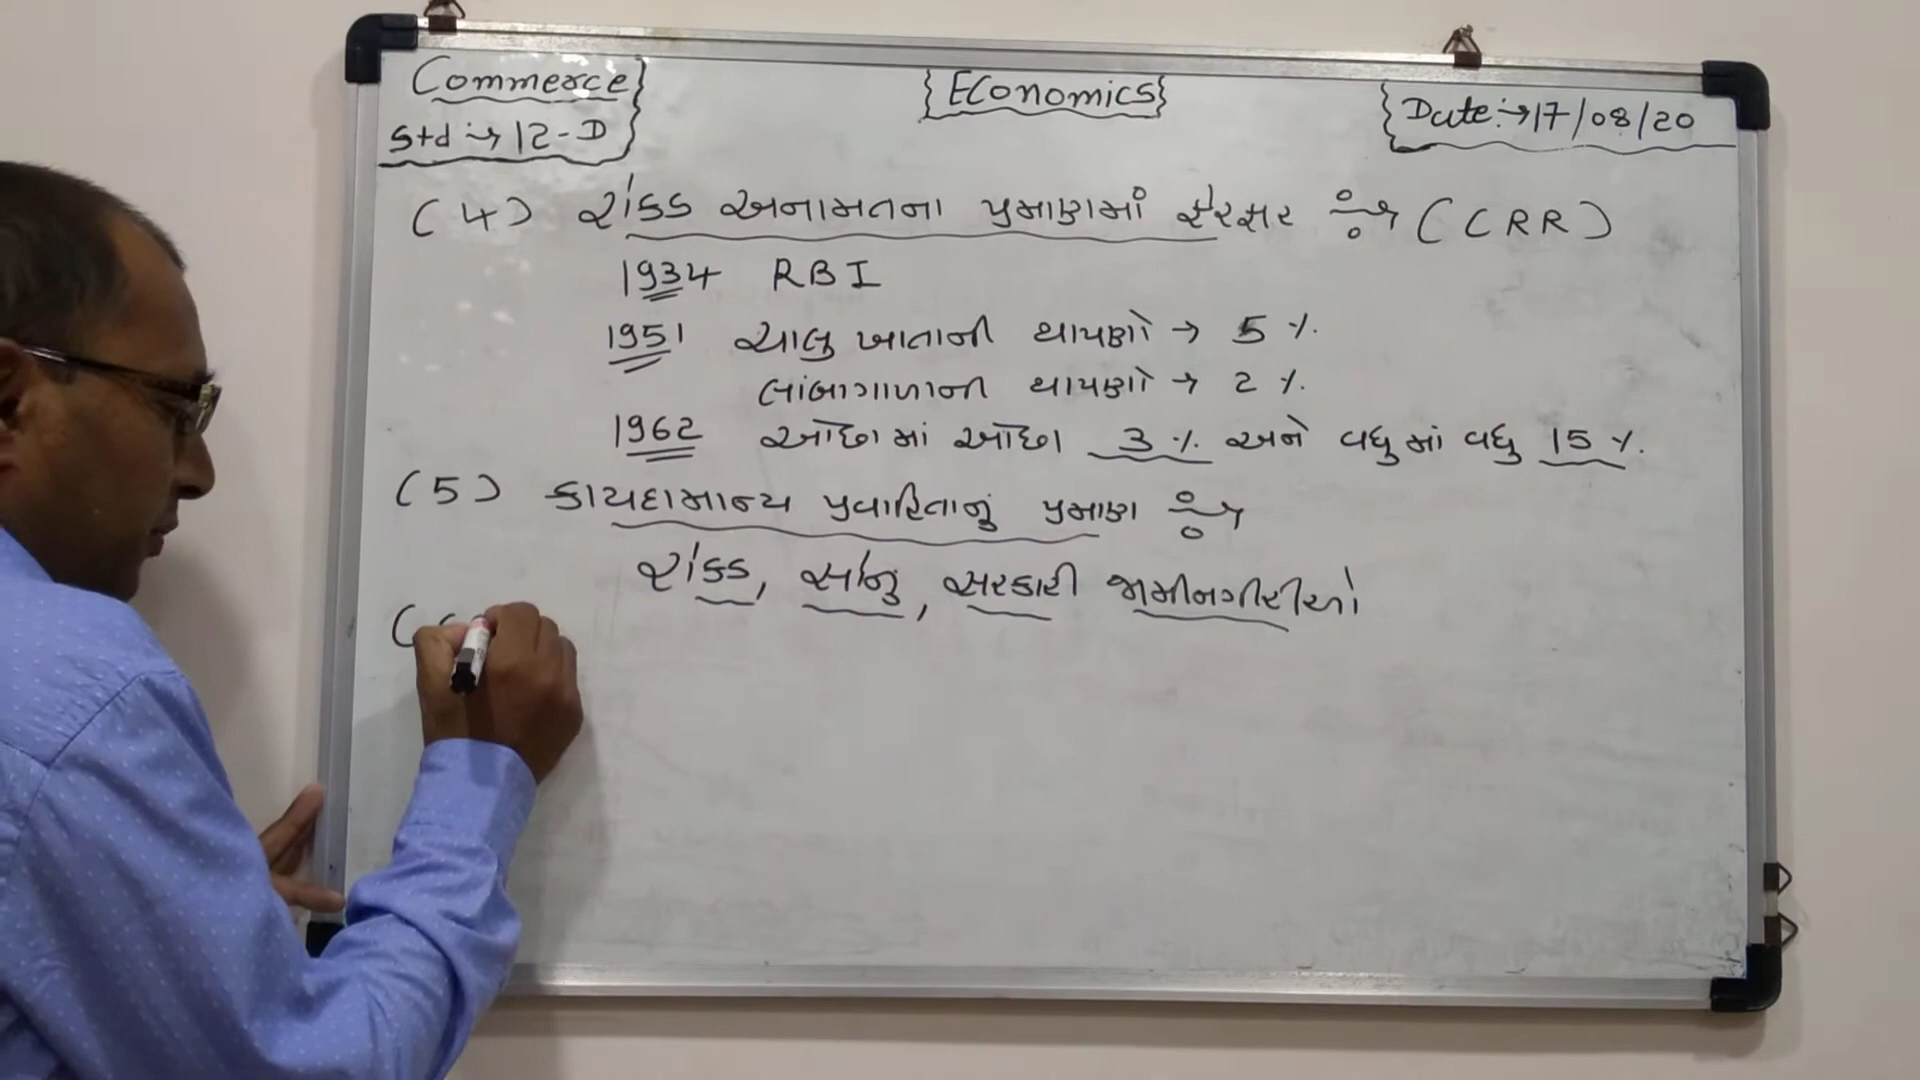 Commerce
Std :→ 12-D
Economics
Date :→ 17/08/20
(4) રોકડ અનામતના પ્રમાણમાં ફેરફાર :→ (CRR)
1934 RBI
1951 ચાલુ ખાતાની થાપણો → 5 %.
લાંબાગાળાની થાપણો → 2 %.
1962 ઓછામાં ઓછા 3 %. અને વધુમાં વધુ 15 %.
(5) કાયદામાન્ય પ્રવાહિતાનું પ્રમાણ :→
રોકડ, સોનુ, સરકારી જામીનગીરીઓ
(